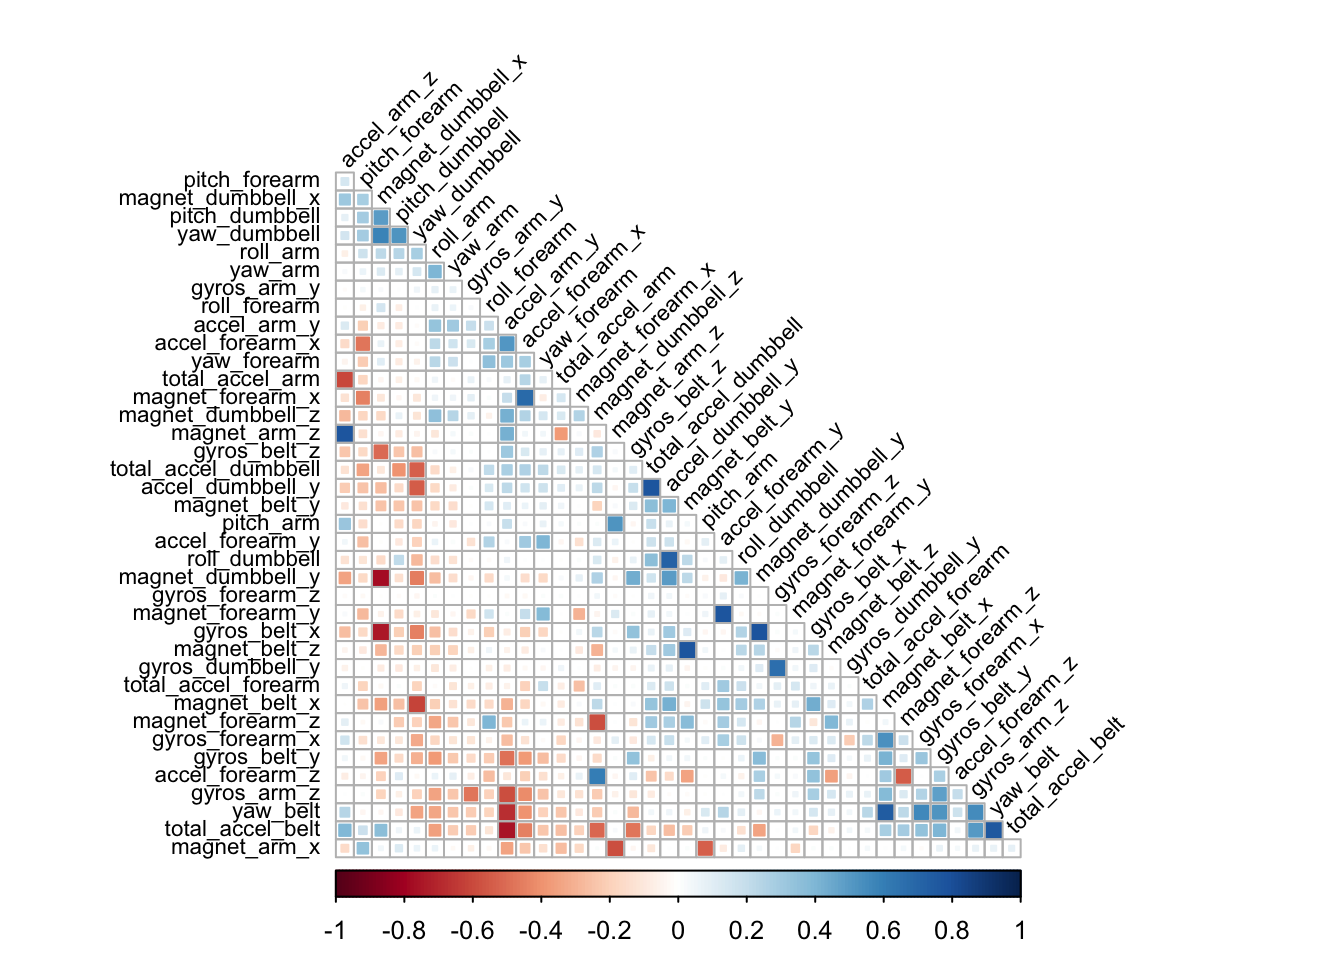 accel_arm_z
pitch_forearm
magnet_dumbbell_x
pitch_dumbbell
yaw_dumbbell
roll_arm
yaw_arm
gyros_arm_y
roll_forearm
accel_arm_y
accel_forearm_x
yaw_forearm
total_accel_arm
magnet_forearm_x
magnet_dumbbell_z
magnet_arm_z
gyros_belt_z
total_accel_dumbbell
accel_dumbbell_y
magnet_belt_y
pitch_arm
accel_forearm_y
roll_dumbbell
magnet_dumbbell_y
gyros_forearm_z
magnet_forearm_y
gyros_belt_x
magnet_belt_z
gyros_dumbbell_y
total_accel_forearm
magnet_belt_x
magnet_forearm_z
gyros_forearm_x
gyros_belt_y
accel_forearm_z
gyros_arm_z
yaw_belt
total_accel_belt
pitch_forearm
magnet_dumbbell_x
pitch_dumbbell
yaw_dumbbell
roll_arm
yaw_arm
gyros_arm_y
roll_forearm
accel_arm_y
accel_forearm_x
yaw_forearm
total_accel_arm
magnet_forearm_x
magnet_dumbbell_z
magnet_arm_z
gyros_belt_z
total_accel_dumbbell
accel_dumbbell_y
magnet_belt_y
pitch_arm
accel_forearm_y
roll_dumbbell
magnet_dumbbell_y
gyros_forearm_z
magnet_forearm_y
gyros_belt_x
magnet_belt_z
gyros_dumbbell_y
total_accel_forearm
magnet_belt_x
magnet_forearm_z
gyros_forearm_x
gyros_belt_y
accel_forearm_z
gyros_arm_z
yaw_belt
total_accel_belt
magnet_arm_x
-1 -0.8 -0.6 -0.4 -0.2 0 0.2 0.4 0.6 0.8 1